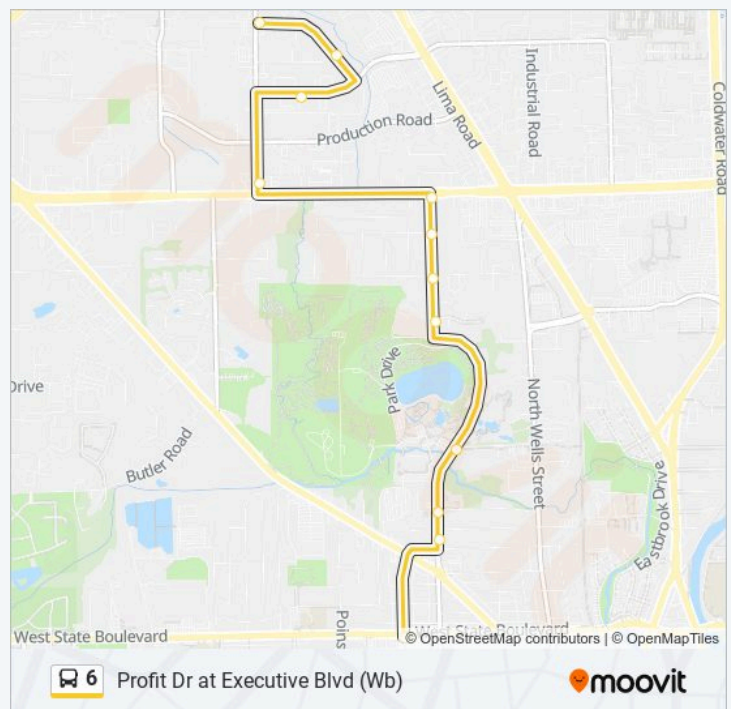 Industrial Road
Lima Road
Coldwater Road
Production Road
Park Drive
Drive
North Wells Street
Butler Road
Eastbrook Drive
Poins
West State Boulevard
West State Boulevard
© OpenStreetMap contributors | © OpenMapTiles
6 Profit Dr at Executive Blvd (Wb)
moovit